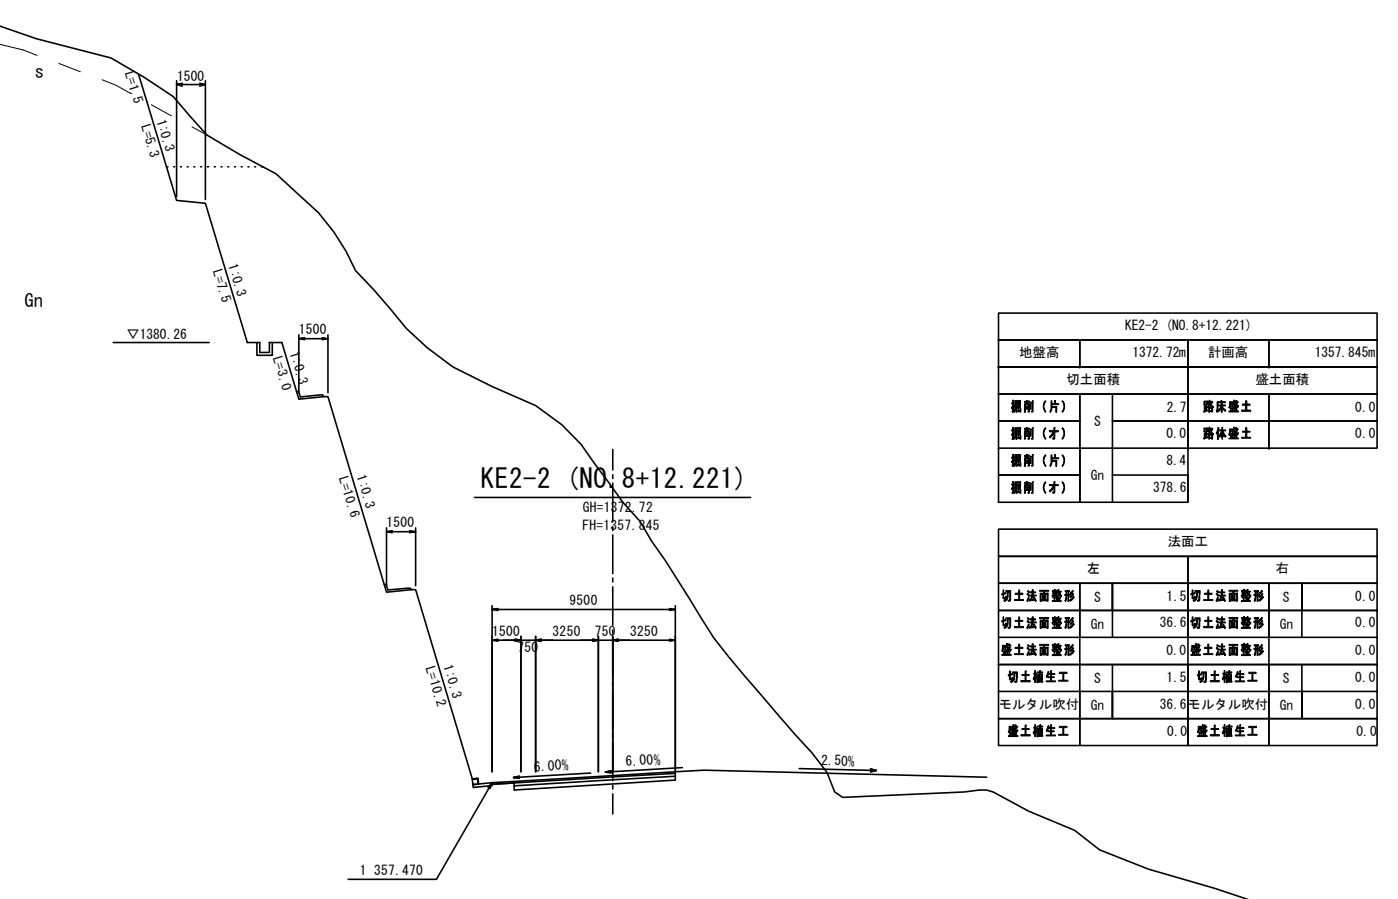 s
1500
L=1.5
1:0.3
L=5.3
1:0.3
L=7.5
Gn
▽1380.26
1500
1:0.3
L=3.0
1:0.3
L=10.6
1500
KE2-2 (NO.8+12.221)
GH=1372.72
FH=1357.845
9500
1500
750
3250
750
3250
1:0.3
L=10.2
6.00%
6.00%
2.50%
1 357.470
KE2-2 (NO.8+12.221)
地盤高 1372.72m 計画高 1357.845m
切土面積 盛土面積
掘削(片) S 2.7 路床盛土 0.0
掘削(オ) 0.0 路体盛土 0.0
掘削(片) Gn 8.4
掘削(オ) 378.6
法面工
左 右
切土法面整形 S 1.5 切土法面整形 S 0.0
切土法面整形 Gn 36.6 切土法面整形 Gn 0.0
盛土法面整形 0.0 盛土法面整形 0.0
切土植生工 S 1.5 切土植生工 S 0.0
モルタル吹付 Gn 36.6 モルタル吹付 Gn 0.0
盛土植生工 0.0 盛土植生工 0.0